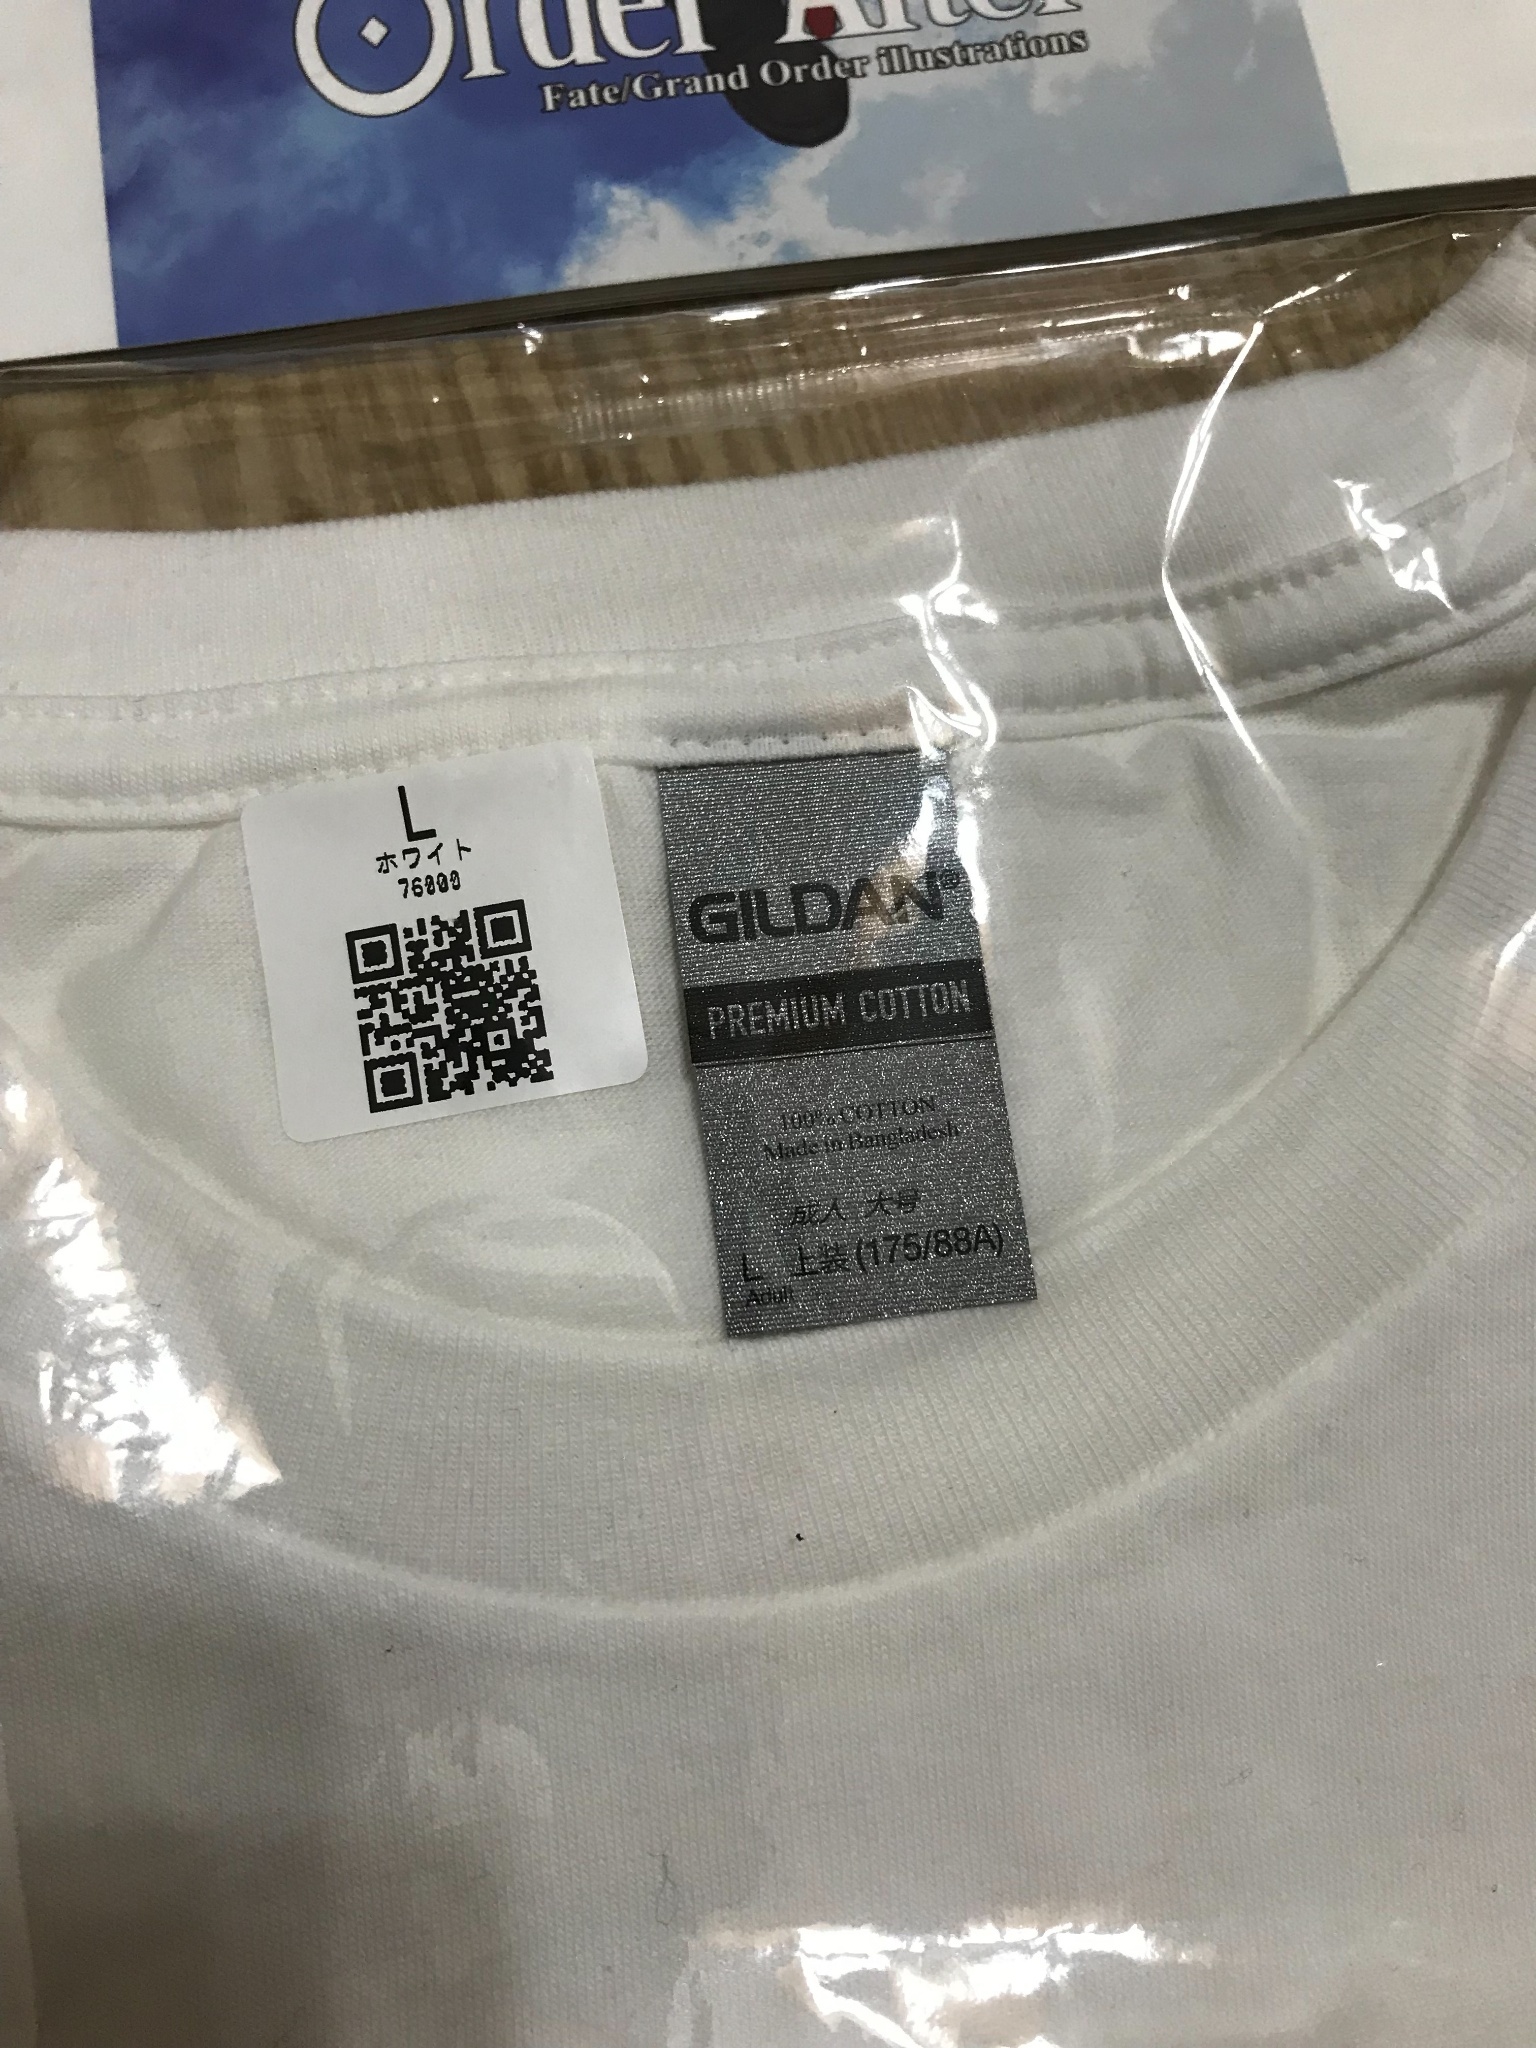 Order After
Fate/Grand Order illustrations
L
ホワイト
76000
GILDAN®
PREMIUM COTTON
100% COTTON
Made in Bangladesh
成人 大号
L 上装(175/88A)
Adult